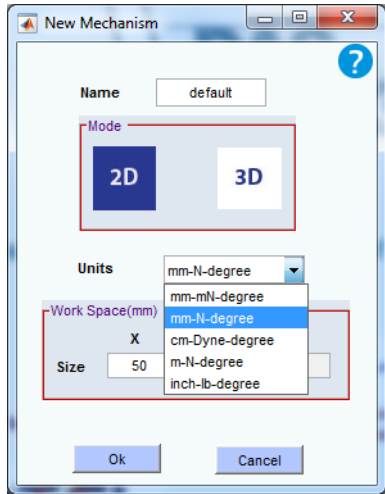 New Mechanism
?
Name default
Mode
2D 3D
Units mm-N-degree
mm-mN-degree
Work Space(mm) mm-N-degree
X cm-Dyne-degree
Size 50 m-N-degree
inch-lb-degree
Ok Cancel